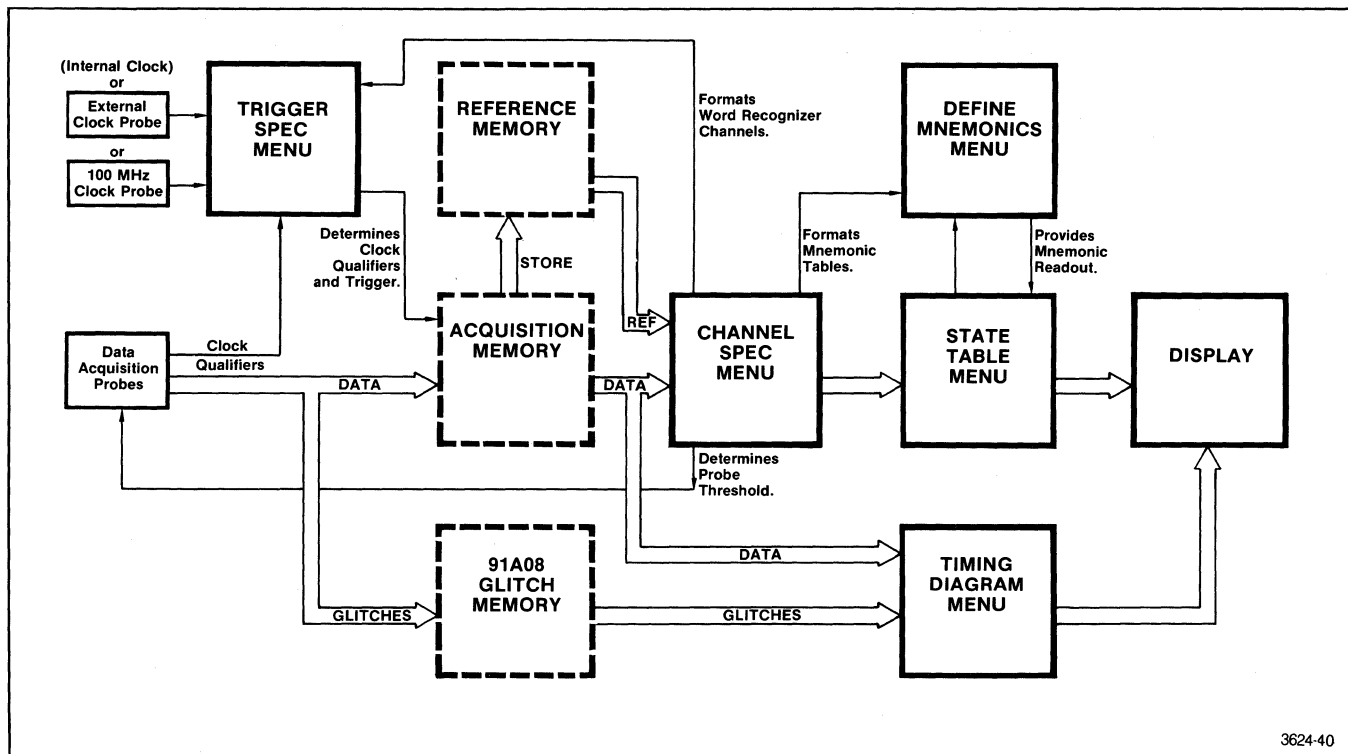 (Internal Clock)
or
External
Clock Probe
or
100 MHz
Clock Probe
TRIGGER
SPEC
MENU
REFERENCE
MEMORY
Formats
Word Recognizer
Channels.
DEFINE
MNEMONICS
MENU
Determines
Clock
Qualifiers
and Trigger.
STORE
Formats
Mnemonic
Tables.
Provides
Mnemonic
Readout.
Data
Acquisition
Probes
Clock
Qualifiers
DATA
ACQUISITION
MEMORY
REF
DATA
CHANNEL
SPEC
MENU
STATE
TABLE
MENU
DISPLAY
Determines
Probe
Threshold.
GLITCHES
91A08
GLITCH
MEMORY
DATA
GLITCHES
TIMING
DIAGRAM
MENU
3624-40